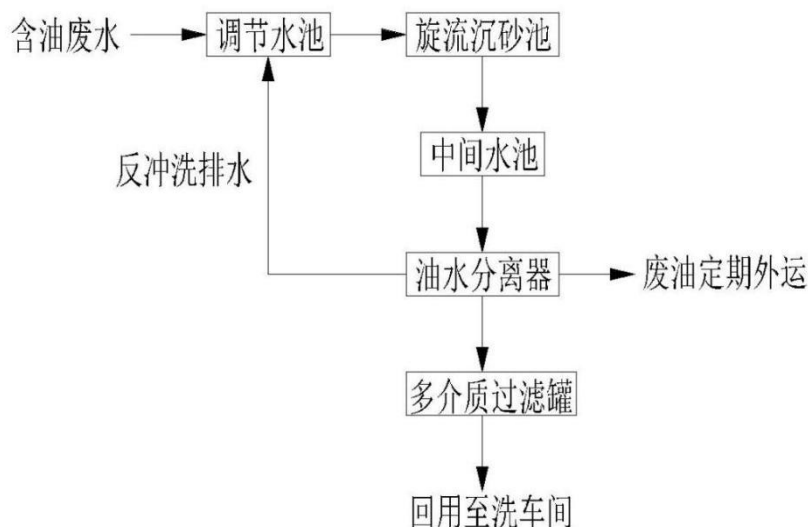 含油废水
调节水池
旋流沉砂池
中间水池
反冲洗排水
油水分离器
废油定期外运
多介质过滤罐
回用至洗车间